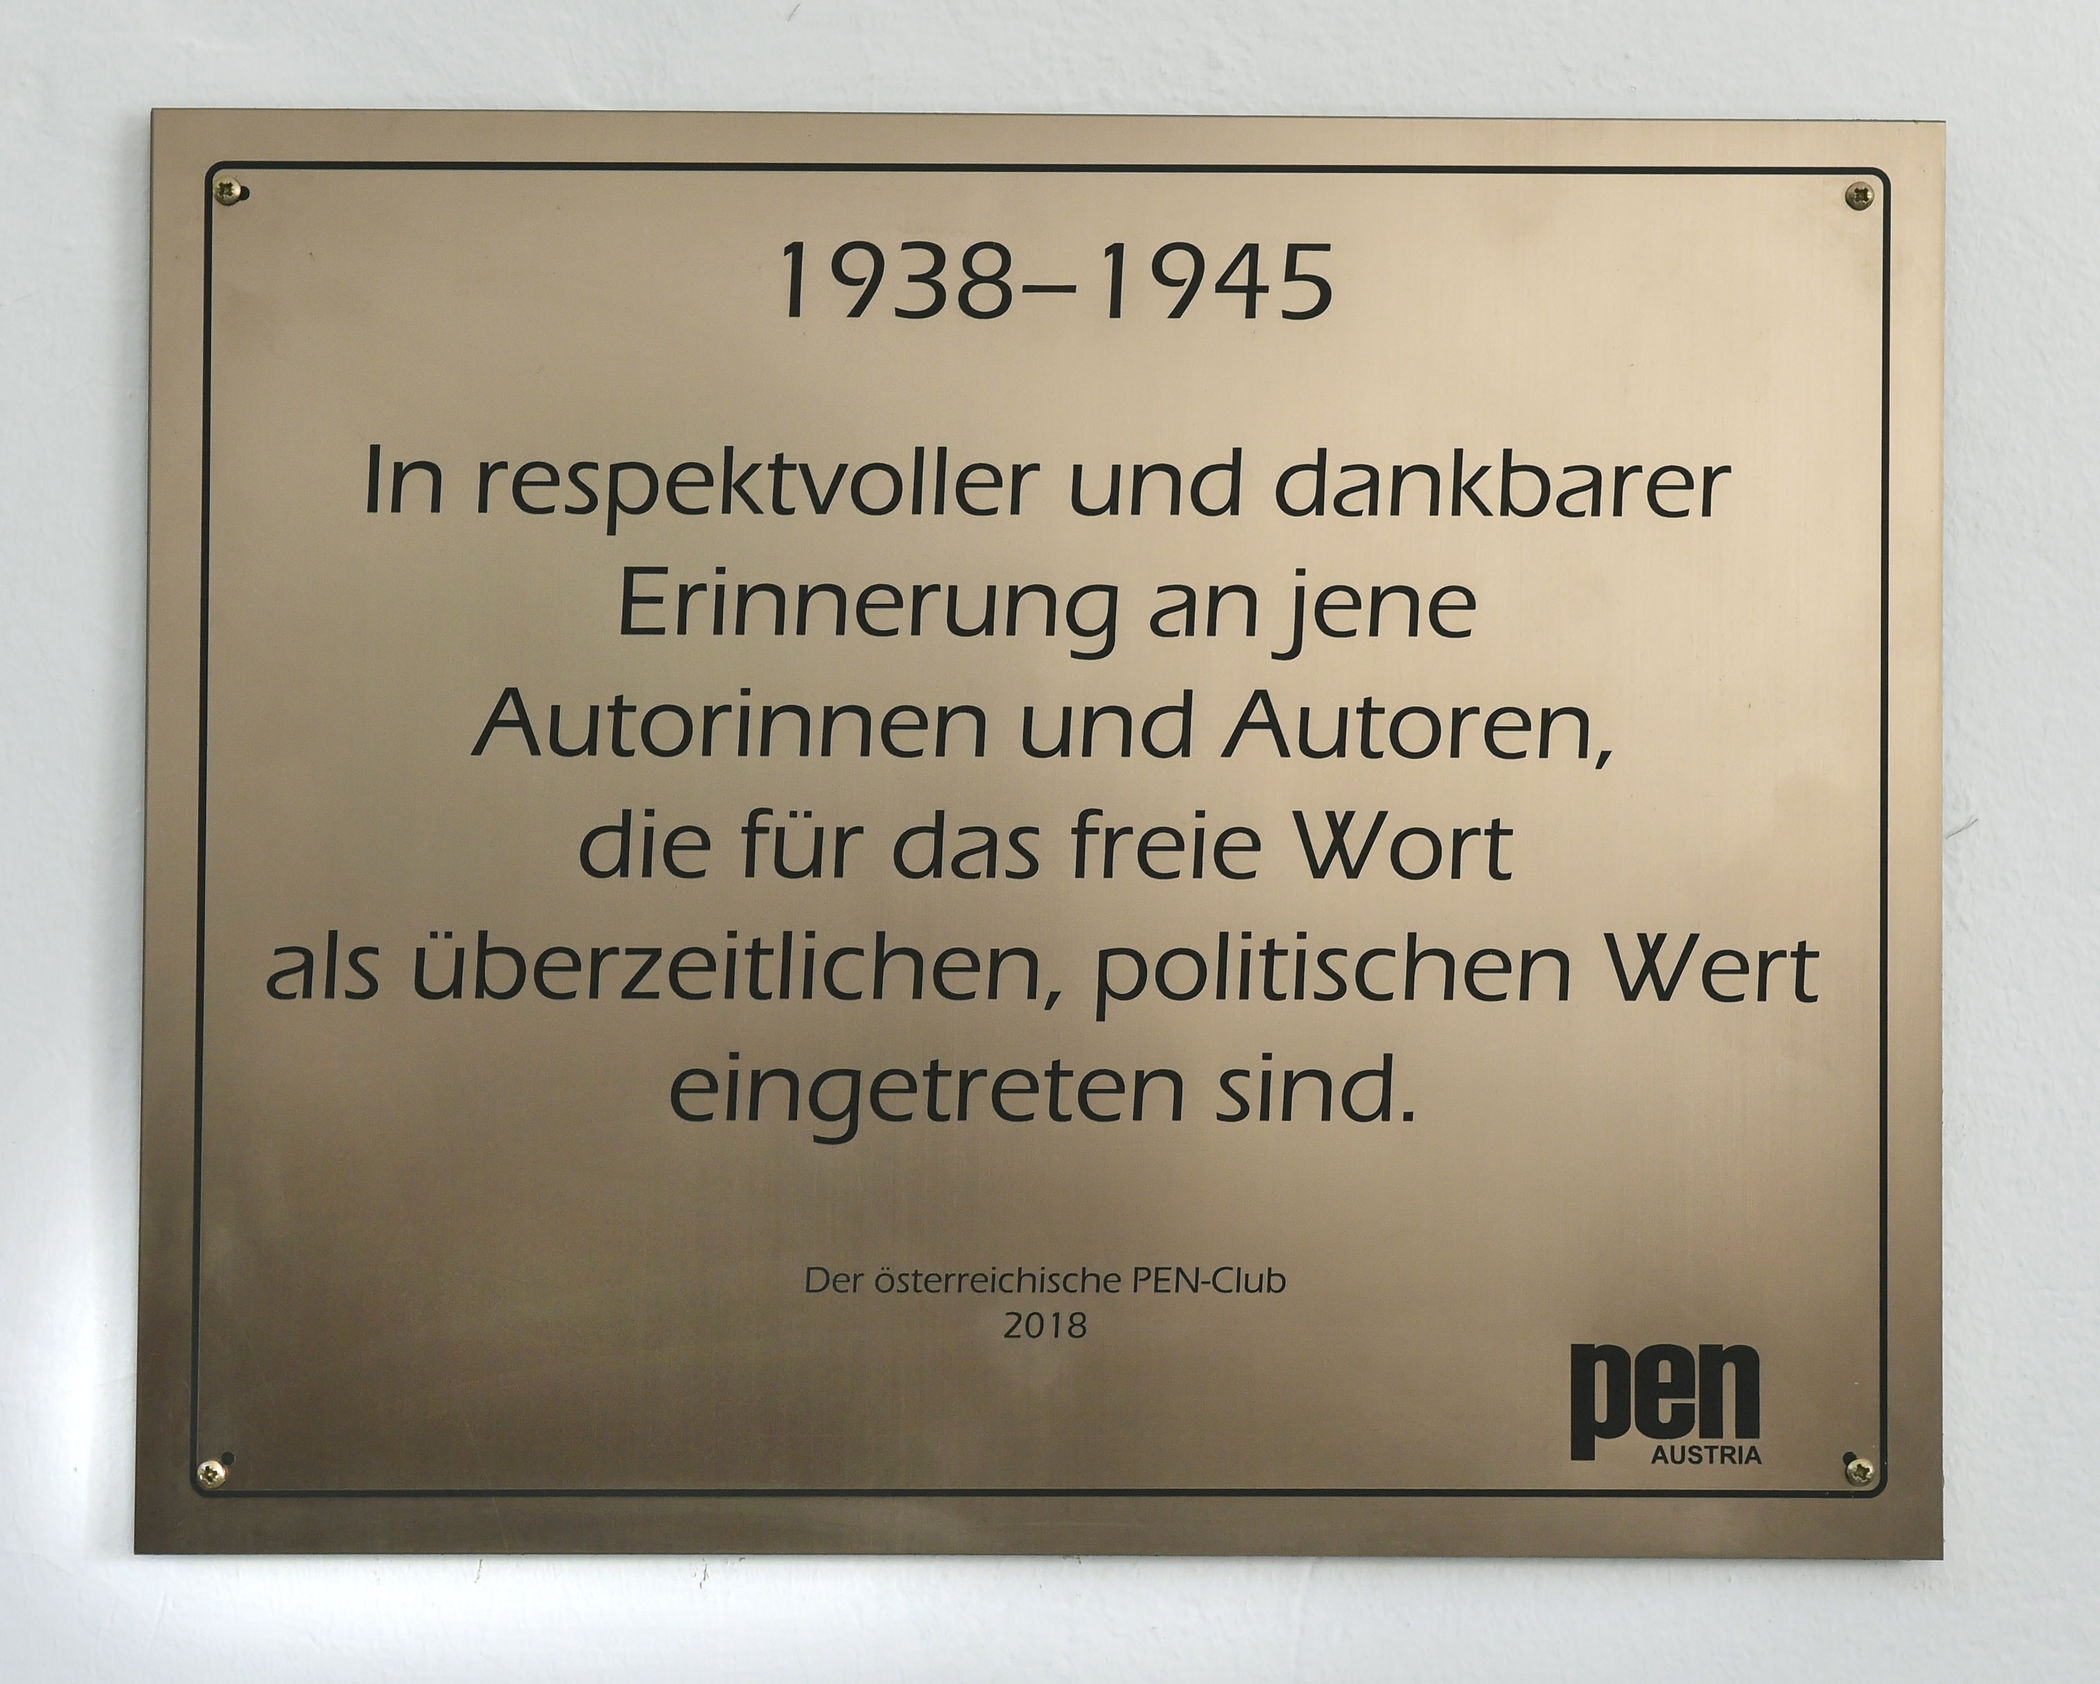 1938–1945
In respektvoller und dankbarer
Erinnerung an jene
Autorinnen und Autoren,
die für das freie Wort
als überzeitlichen, politischen Wert
eingetreten sind.
Der österreichische PEN-Club
2018
pen
AUSTRIA